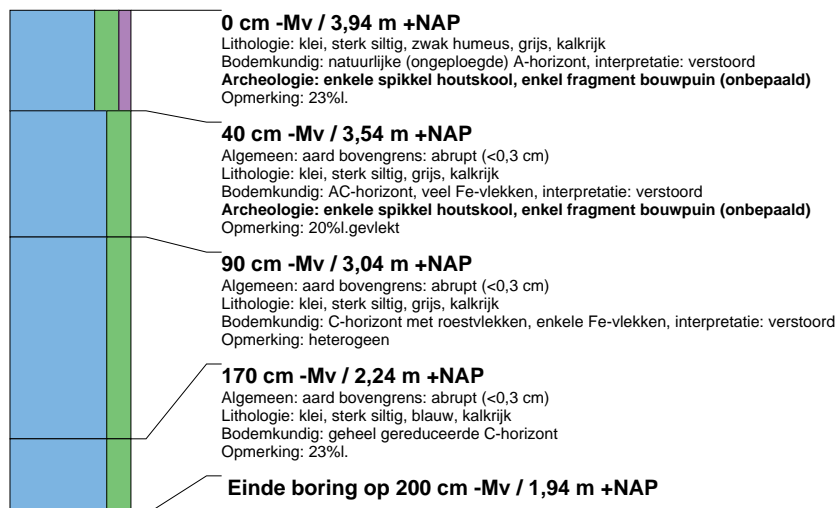 0 cm -Mv / 3,94 m +NAP
Lithologie: klei, sterk siltig, zwak humeus, grijs, kalkrijk
Bodemkundig: natuurlijke (ongeploegde) A-horizont, interpretatie: verstoord
Archeologie: enkele spikkel houtskool, enkel fragment bouwpuin (onbepaald)
Opmerking: 23%l.
40 cm -Mv / 3,54 m +NAP
Algemeen: aard bovengrens: abrupt (<0,3 cm)
Lithologie: klei, sterk siltig, grijs, kalkrijk
Bodemkundig: AC-horizont, veel Fe-vlekken, interpretatie: verstoord
Archeologie: enkele spikkel houtskool, enkel fragment bouwpuin (onbepaald)
Opmerking: 20%l.gevlekt
90 cm -Mv / 3,04 m +NAP
Algemeen: aard bovengrens: abrupt (<0,3 cm)
Lithologie: klei, sterk siltig, grijs, kalkrijk
Bodemkundig: C-horizont met roestvlekken, enkele Fe-vlekken, interpretatie: verstoord
Opmerking: heterogeen
170 cm -Mv / 2,24 m +NAP
Algemeen: aard bovengrens: abrupt (<0,3 cm)
Lithologie: klei, sterk siltig, blauw, kalkrijk
Bodemkundig: geheel gereduceerde C-horizont
Opmerking: 23%l.
Einde boring op 200 cm -Mv / 1,94 m +NAP